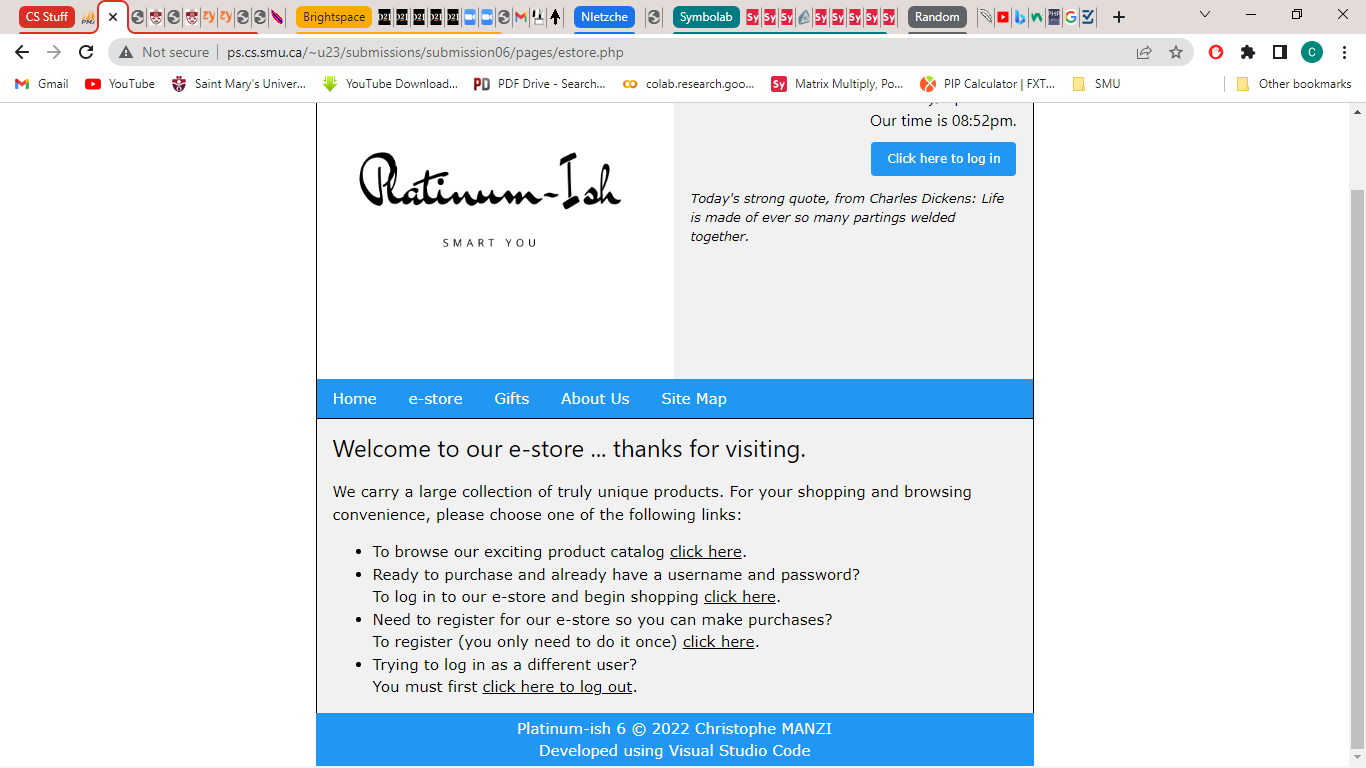 CS Stuff
Brightspace
NIetzche
Symbolab
Random
Not secure
ps.cs.smu.ca/~u23/submissions/submission06/pages/estore.php
C
Gmail
YouTube
Saint Mary's Univer...
YouTube Download...
PDF Drive - Search...
colab.research.goo...
Matrix Multiply, Po...
PIP Calculator | FXT...
SMU
Other bookmarks
Our time is 08:52pm.
Click here to log in
Platinum-Ish
SMART YOU
Today's strong quote, from Charles Dickens: Life
is made of ever so many partings welded
together.
Home e-store Gifts About Us Site Map
Welcome to our e-store ... thanks for visiting.
We carry a large collection of truly unique products. For your shopping and browsing
convenience, please choose one of the following links:
• To browse our exciting product catalog click here.
• Ready to purchase and already have a username and password?
To log in to our e-store and begin shopping click here.
• Need to register for our e-store so you can make purchases?
To register (you only need to do it once) click here.
• Trying to log in as a different user?
You must first click here to log out.
Platinum-ish 6 © 2022 Christophe MANZI
Developed using Visual Studio Code